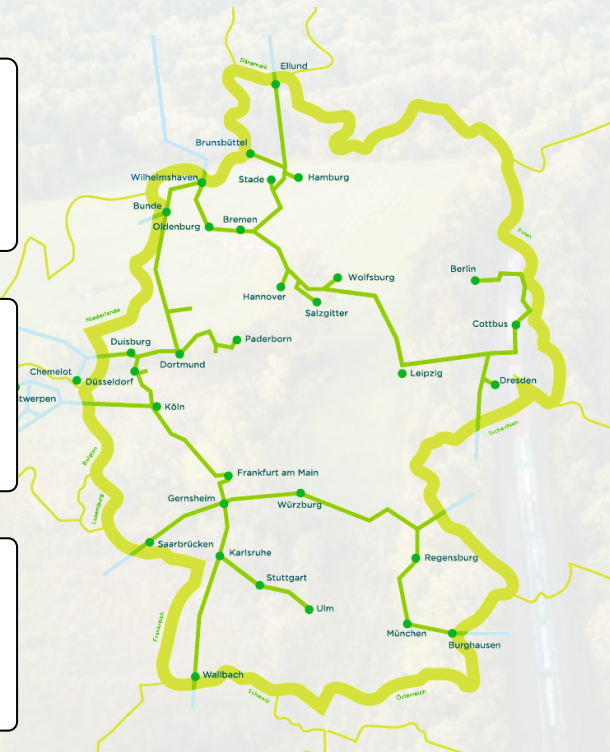 Dänemark
Ellund
Brunsbüttel
Wilhelmshaven
Stade
Hamburg
Bunde
Oldenburg
Bremen
Polen
Berlin
Hannover
Wolfsburg
Salzgitter
Niederlande
Cottbus
Duisburg
Paderborn
Dortmund
Chemelot
Düsseldorf
Leipzig
Dresden
twerpen
Köln
Tschechien
Belgien
Frankfurt am Main
Luxemburg
Gernsheim
Würzburg
Saarbrücken
Karlsruhe
Regensburg
Stuttgart
Ulm
Frankreich
München
Burghausen
Wallbach
Schweiz
Österreich